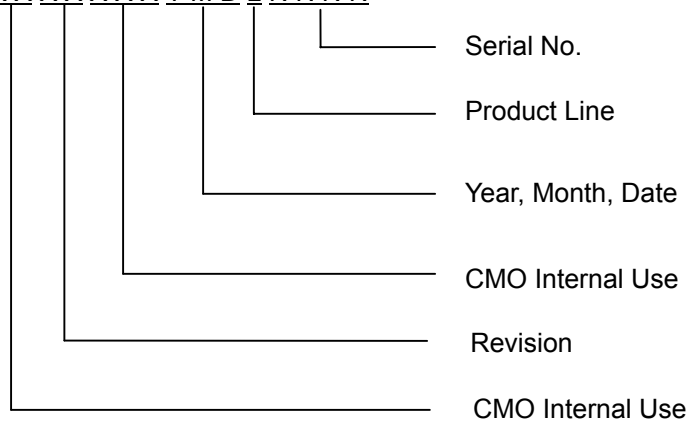 Serial No.
Product Line
Year, Month, Date
CMO Internal Use
Revision
CMO Internal Use